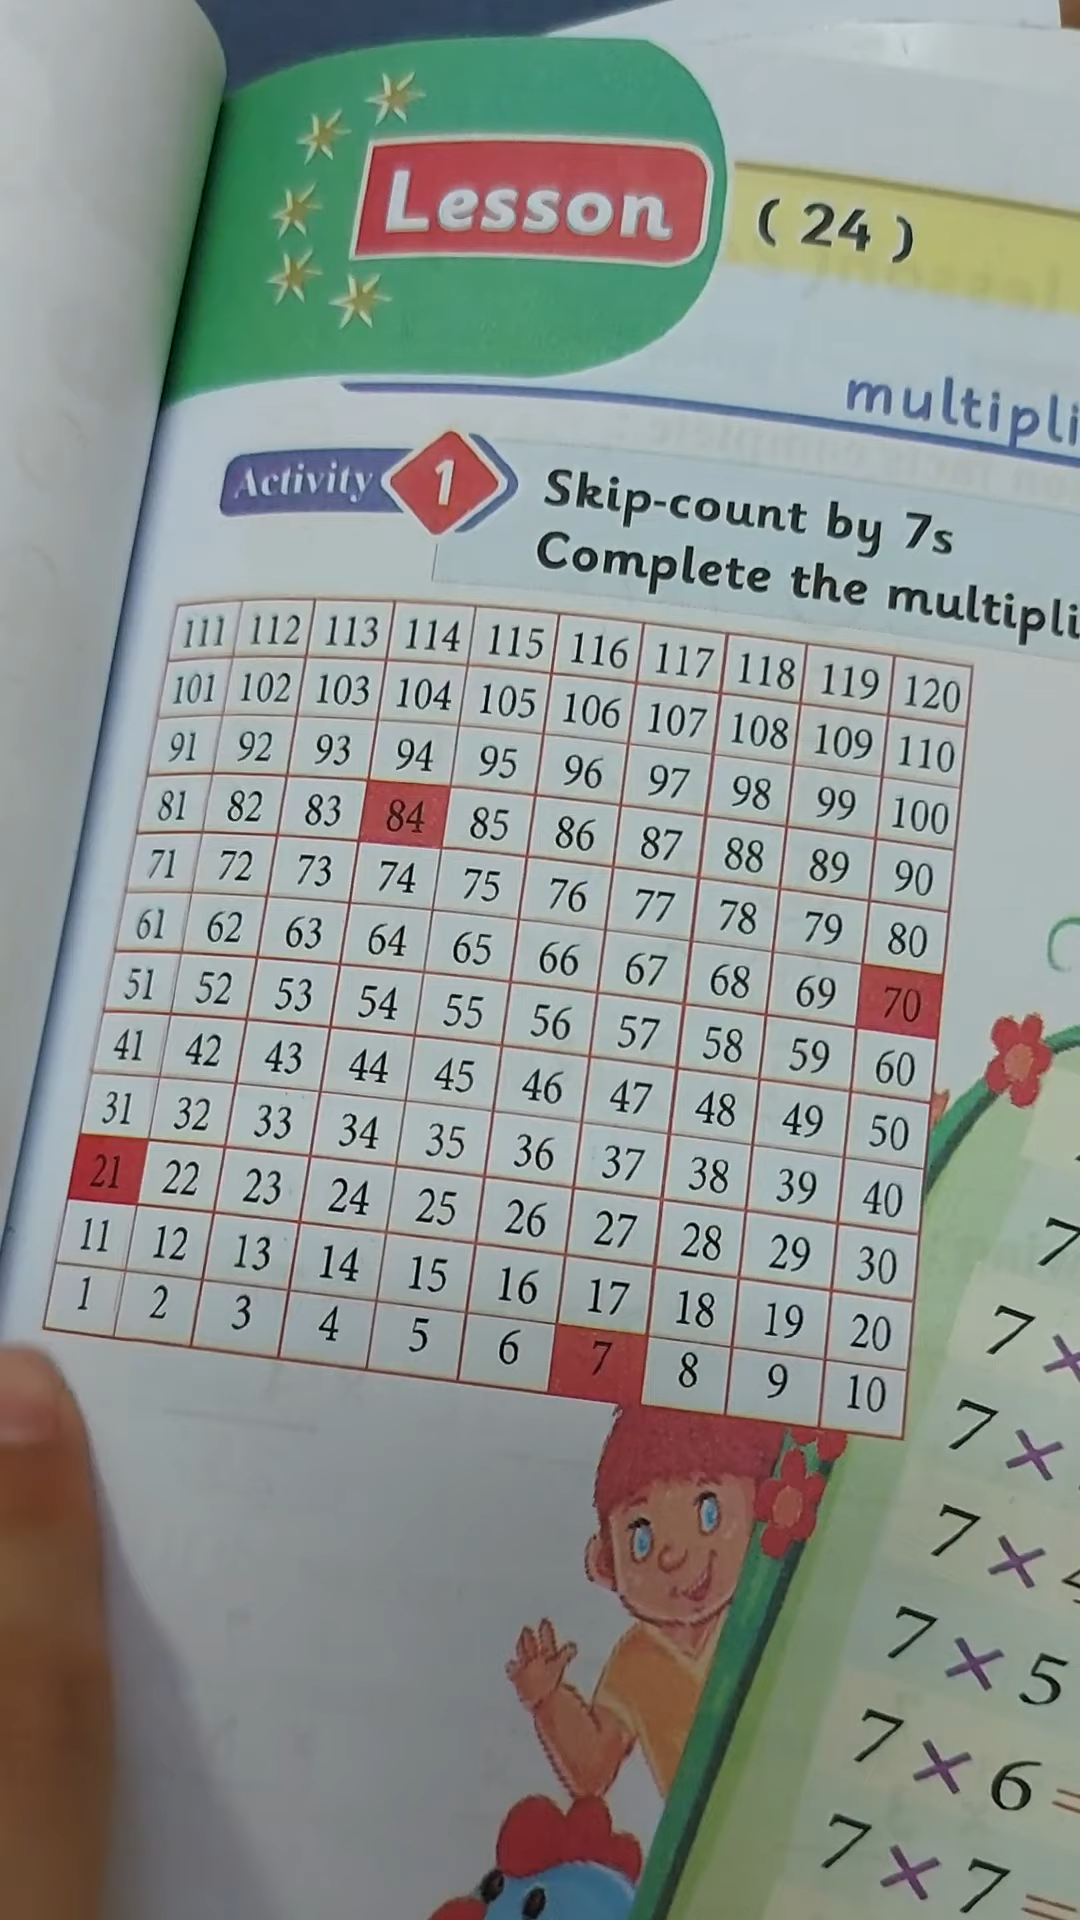 Lesson
( 24 )
Activity 1
Skip-count by 7s
Complete the
111 112 113 114 115 116 117 118 119 120
101 102 103 104 105 106 107 108 109 110
91 92 93 94 95 96 97 98 99 100
81 82 83 84 85 86 87 88 89 90
71 72 73 74 75 76 77 78 79 80
61 62 63 64 65 66 67 68 69 70
51 52 53 54 55 56 57 58 59 60
41 42 43 44 45 46 47 48 49 50
31 32 33 34 35 36 37 38 39 40
21 22 23 24 25 26 27 28 29 30
11 12 13 14 15 16 17 18 19 20
1 2 3 4 5 6 7 8 9 10
7
7 ×
7 ×
7 ×
7 × 5
7 × 6 =
7 × 7 =